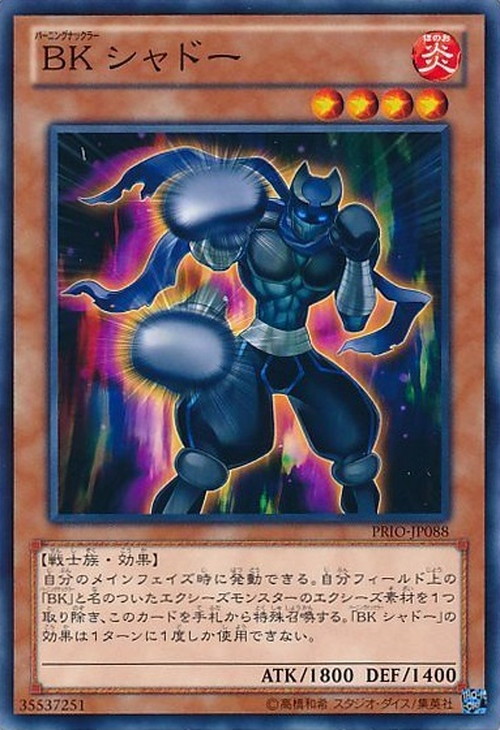 バーニングナックラー
BK シャドー
ほのお
炎
PRIO-JP088
【戦士族・効果】
自分のメインフェイズ時に発動できる。自分フィールド上の
「BK」と名のついたエクシーズモンスターのエクシーズ素材を1つ
取り除き、このカードを手札から特殊召喚する。「BK シャドー」の
効果は1ターンに1度しか使用できない。
ATK/1800 DEF/1400
35537251
©高橋和希 スタジオ・ダイス/集英社